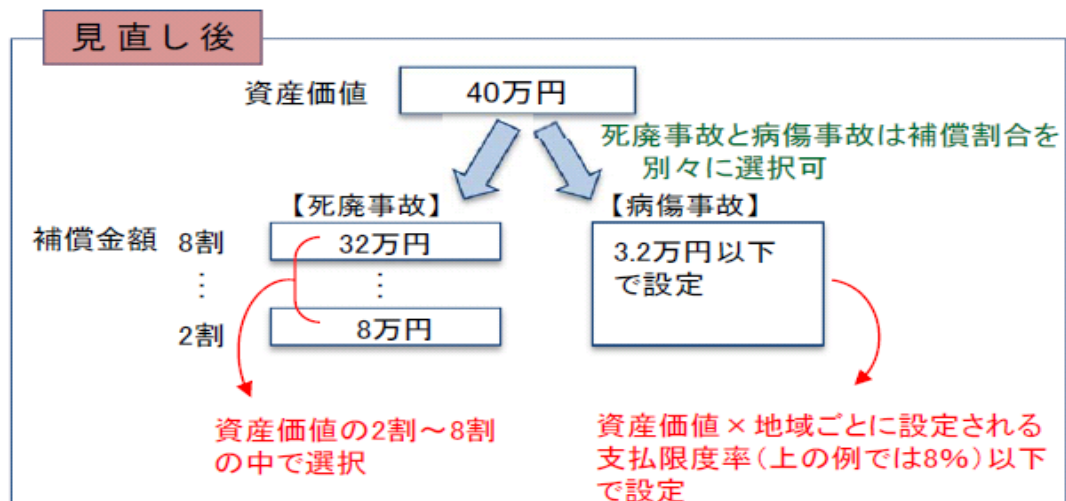 見直し後
資産価値 40万円
死廃事故と病傷事故は補償割合を
別々に選択可
【死廃事故】 【病傷事故】
補償金額 8割 32万円
3.2万円以下
で設定
⋮ ⋮
2割 8万円
資産価値の2割～8割
の中で選択
資産価値×地域ごとに設定される
支払限度率(上の例では8%)以下
で設定